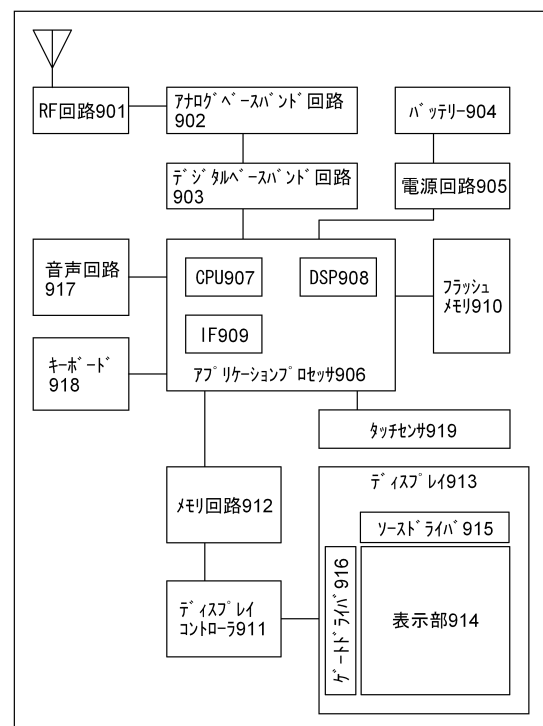 RF回路901
ｱﾅﾛｸﾞﾍﾞｰｽﾊﾞﾝﾄﾞ回路
902
ﾊﾞｯﾃﾘｰ904
ﾃﾞｼﾞﾀﾙﾍﾞｰｽﾊﾞﾝﾄﾞ回路
903
電源回路905
音声回路
917
CPU907
DSP908
ﾌﾗｯｼｭ
ﾒﾓﾘ910
IF909
ｷｰﾎﾞｰﾄﾞ
918
ｱﾌﾟﾘｹｰｼｮﾝﾌﾟﾛｾｯｻ906
ﾀｯﾁｾﾝｻ919
ﾒﾓﾘ回路912
ﾃﾞｨｽﾌﾟﾚｲ913
ｿｰｽﾄﾞﾗｲﾊﾞ915
ｹﾞｰﾄﾄﾞﾗｲﾊﾞ916
表示部914
ﾃﾞｨｽﾌﾟﾚｲ
ｺﾝﾄﾛｰﾗ911